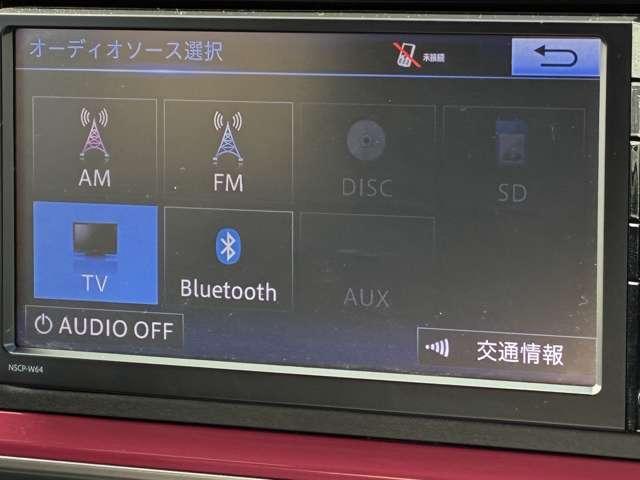 オーディオソース選択
未接続
AM
FM
DISC
SD
TV
Bluetooth
AUX
AUDIO OFF
交通情報
NSCP-W64